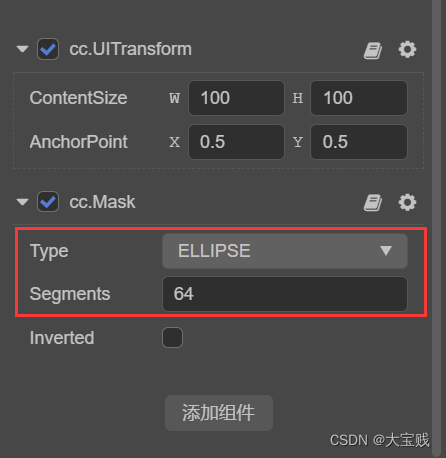 cc.UITransform
ContentSize W 100 H 100
AnchorPoint X 0.5 Y 0.5
cc.Mask
Type ELLIPSE
Segments 64
Inverted
添加组件
CSDN @大宝贱